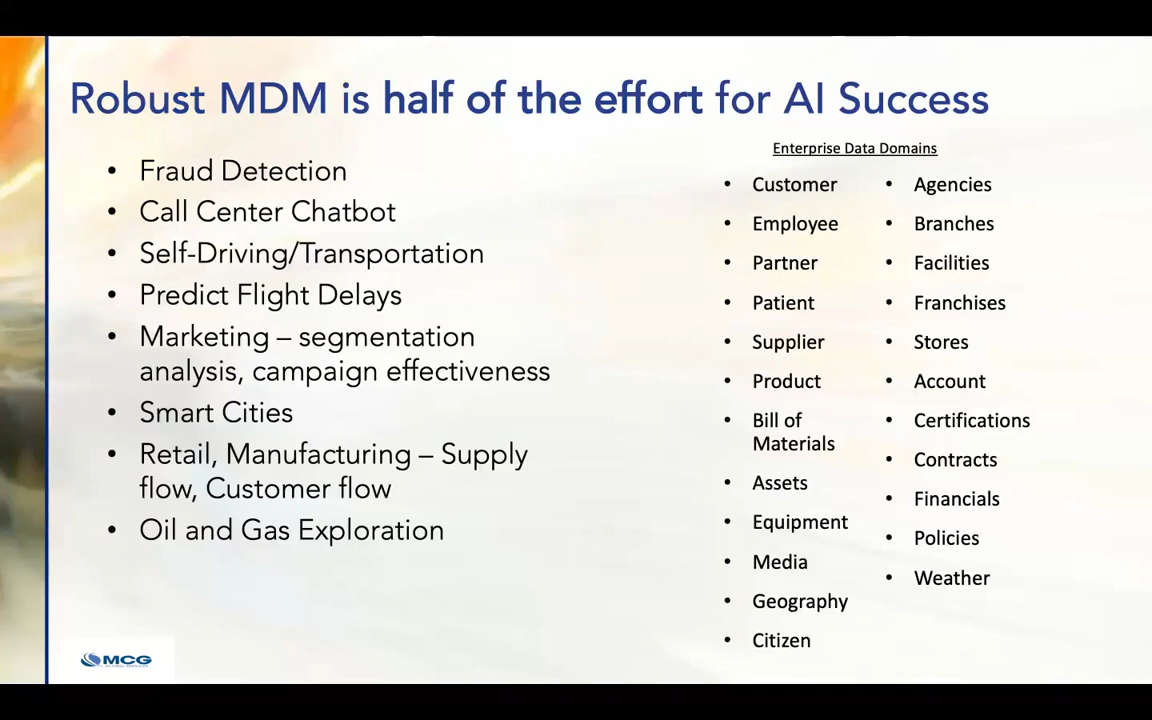 Robust MDM is half of the effort for AI Success
• Fraud Detection
• Call Center Chatbot
• Self-Driving/Transportation
• Predict Flight Delays
• Marketing – segmentation
analysis, campaign effectiveness
• Smart Cities
• Retail, Manufacturing – Supply
flow, Customer flow
• Oil and Gas Exploration
Enterprise Data Domains
• Customer
• Employee
• Partner
• Patient
• Supplier
• Product
• Bill of
Materials
• Assets
• Equipment
• Media
• Geography
• Citizen
• Agencies
• Branches
• Facilities
• Franchises
• Stores
• Account
• Certifications
• Contracts
• Financials
• Policies
• Weather
MCG